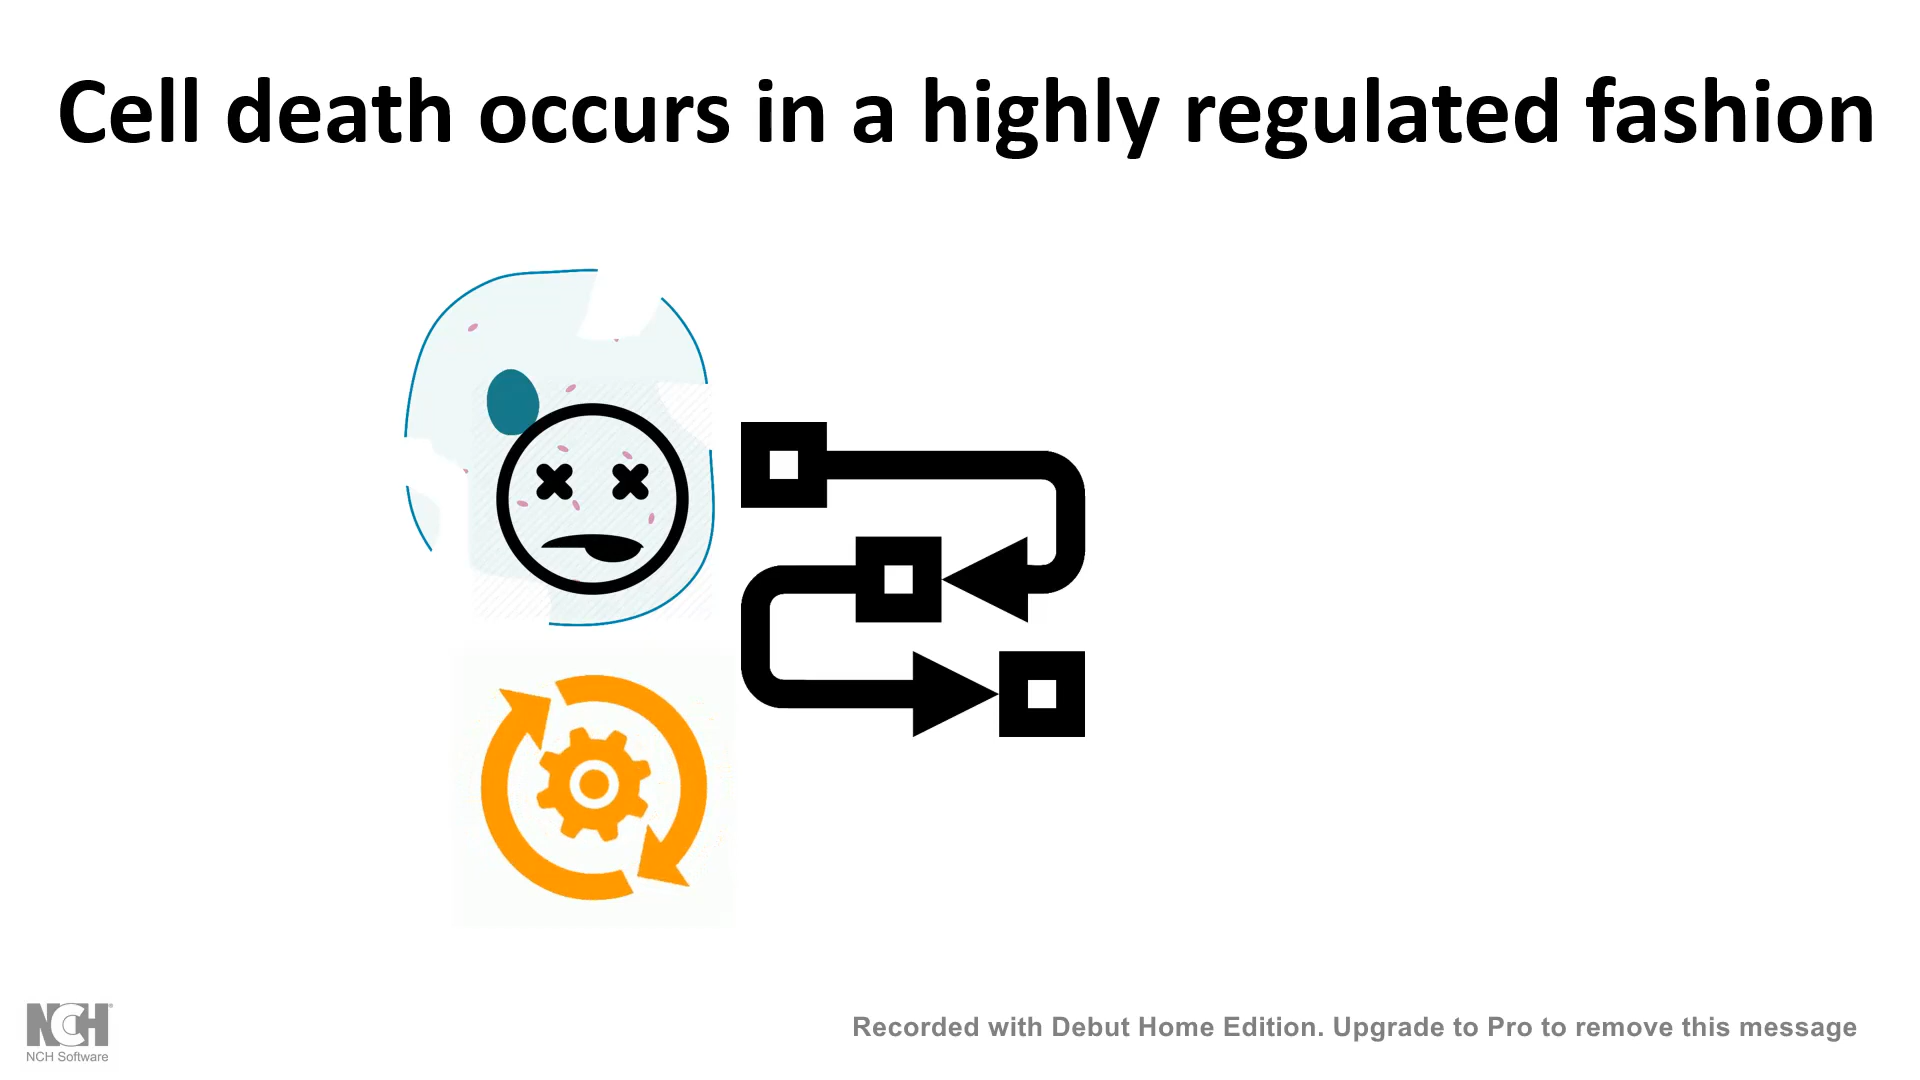 Cell death occurs in a highly regulated fashion
NCH
NCH Software
Recorded with Debut Home Edition. Upgrade to Pro to remove this message